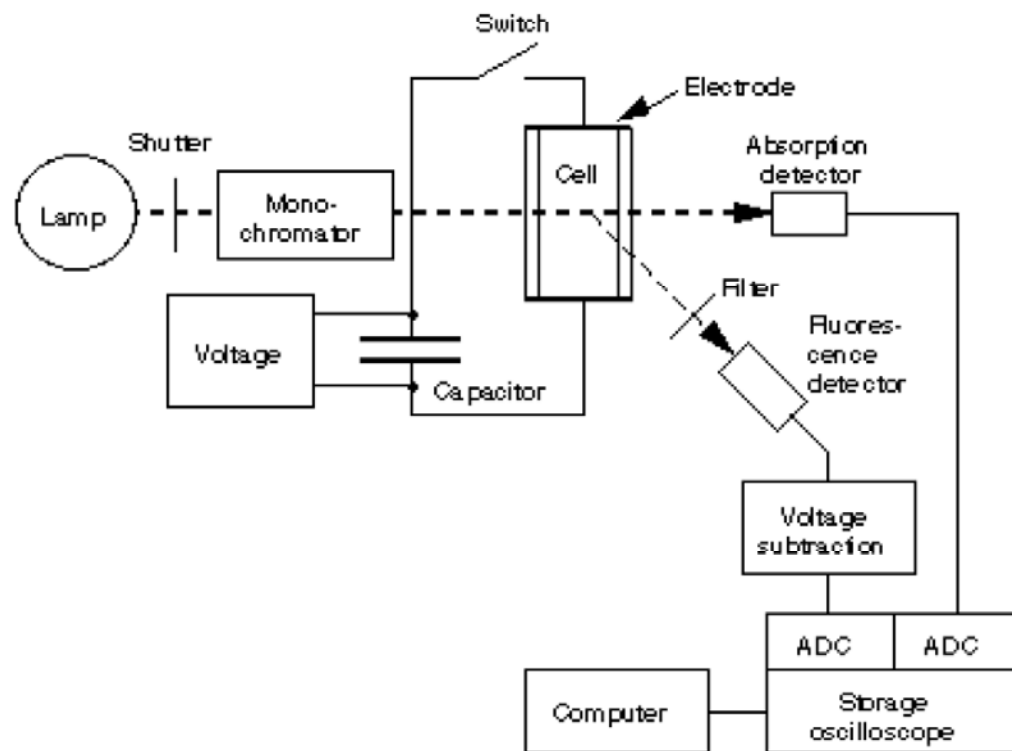 Switch
Electrode
Shutter
Absorption
detector
Cell
Lamp
Mono-
chromator
Filter
Fluores-
cence
detector
Voltage
Capacitor
Voltage
subtraction
ADC
ADC
Computer
Storage
oscilloscope